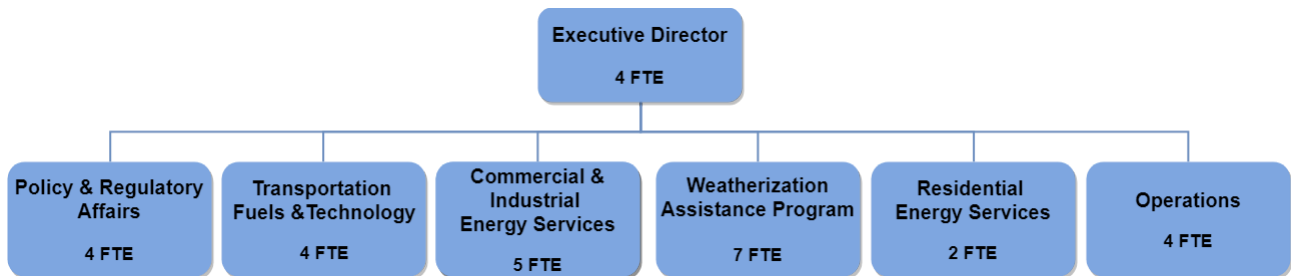 Executive Director
4 FTE
Policy & Regulatory
Affairs
4 FTE
Transportation
Fuels &Technology
4 FTE
Commercial &
Industrial
Energy Services
5 FTE
Weatherization
Assistance Program
7 FTE
Residential
Energy Services
2 FTE
Operations
4 FTE